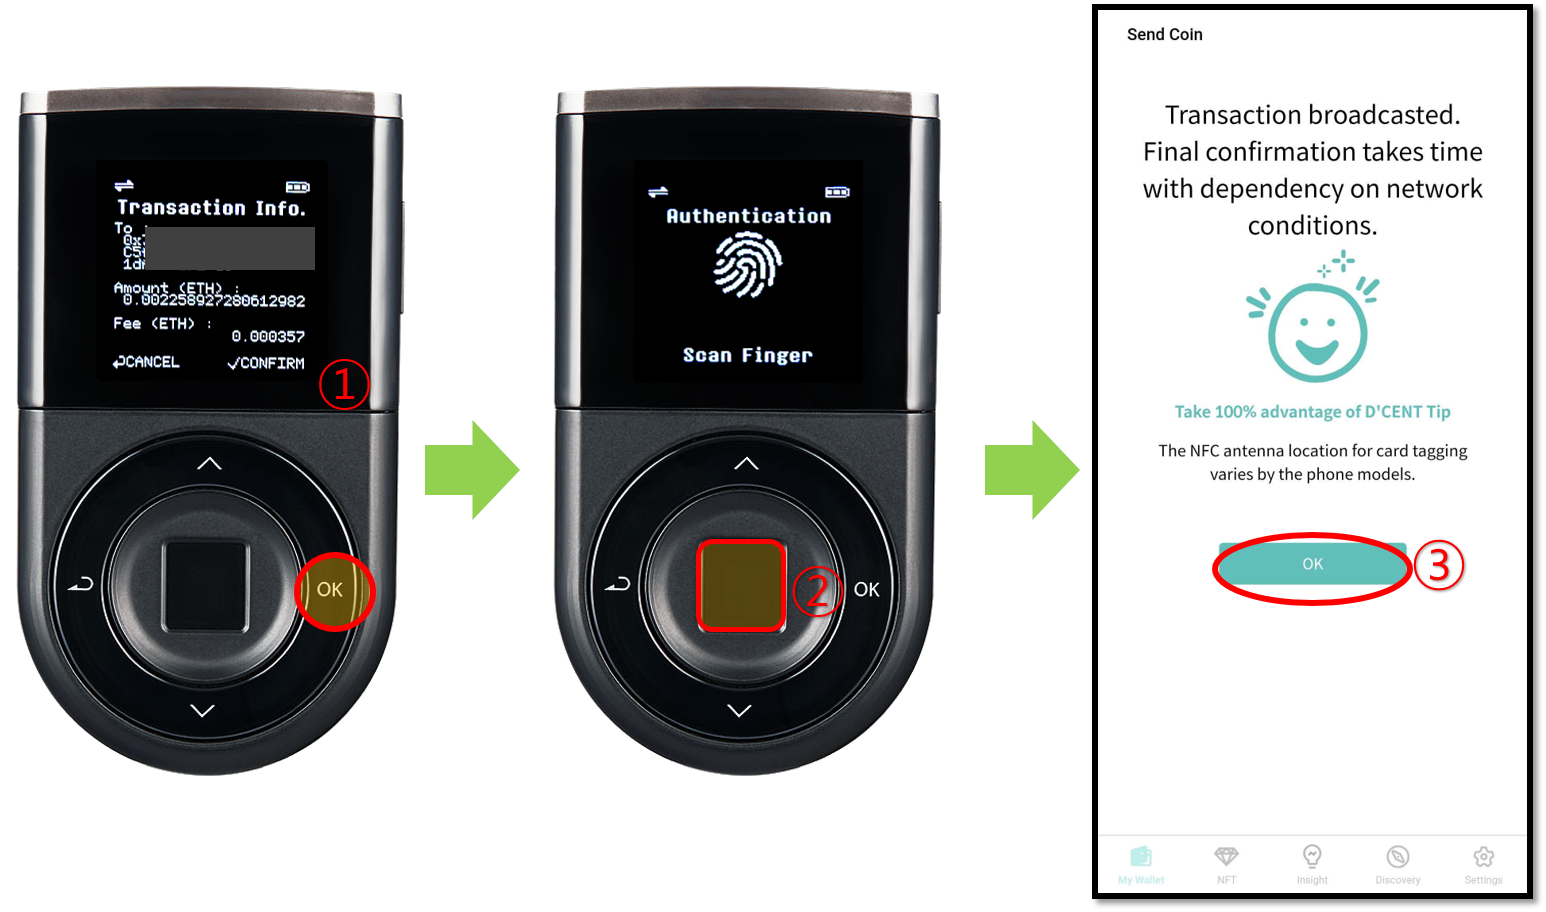 Transaction Info.
To :
0x
C5
1d
Amount (ETH) :
0.002258927280612982
Fee (ETH) :
0.000357
CANCEL ✓CONFIRM
①
OK
Authentication
Scan Finger
②
OK
Send Coin
Transaction broadcasted.
Final confirmation takes time
with dependency on network
conditions.
Take 100% advantage of D'CENT Tip
The NFC antenna location for card tagging
varies by the phone models.
OK
③
My Wallet NFT Insight Discovery Settings